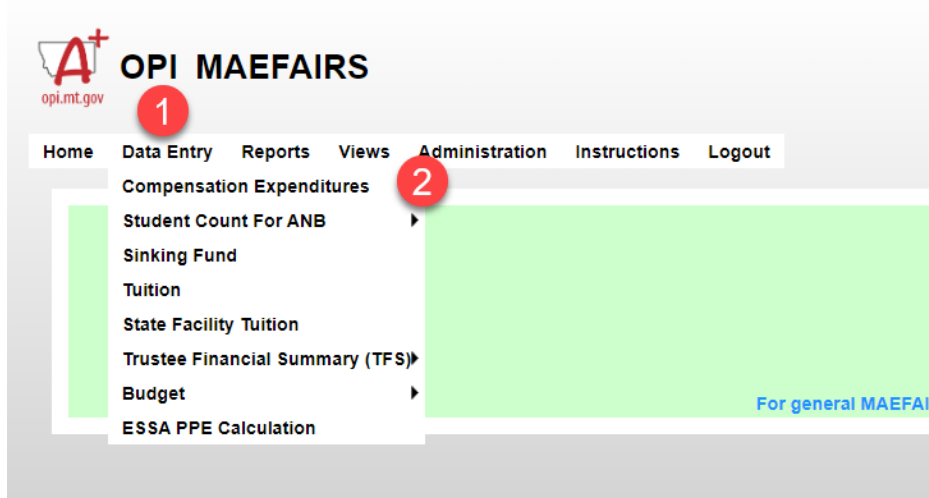 A+
OPI MAEFAIRS
opi.mt.gov
1
Home Data Entry Reports Views Administration Instructions Logout
Compensation Expenditures
2
Student Count For ANB
Sinking Fund
Tuition
State Facility Tuition
Trustee Financial Summary (TFS)
Budget
For general MAEFAI
ESSA PPE Calculation